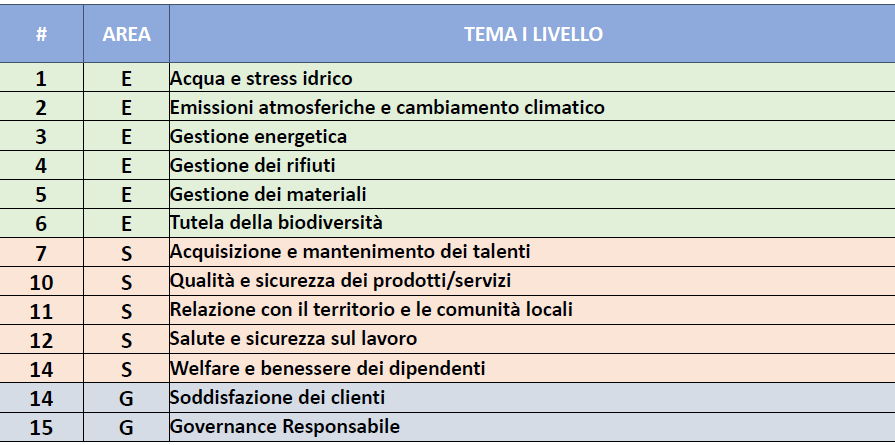 # AREA TEMA I LIVELLO
1 E Acqua e stress idrico
2 E Emissioni atmosferiche e cambiamento climatico
3 E Gestione energetica
4 E Gestione dei rifiuti
5 E Gestione dei materiali
6 E Tutela della biodiversità
7 S Acquisizione e mantenimento dei talenti
10 S Qualità e sicurezza dei prodotti/servizi
11 S Relazione con il territorio e le comunità locali
12 S Salute e sicurezza sul lavoro
14 S Welfare e benessere dei dipendenti
14 G Soddisfazione dei clienti
15 G Governance Responsabile